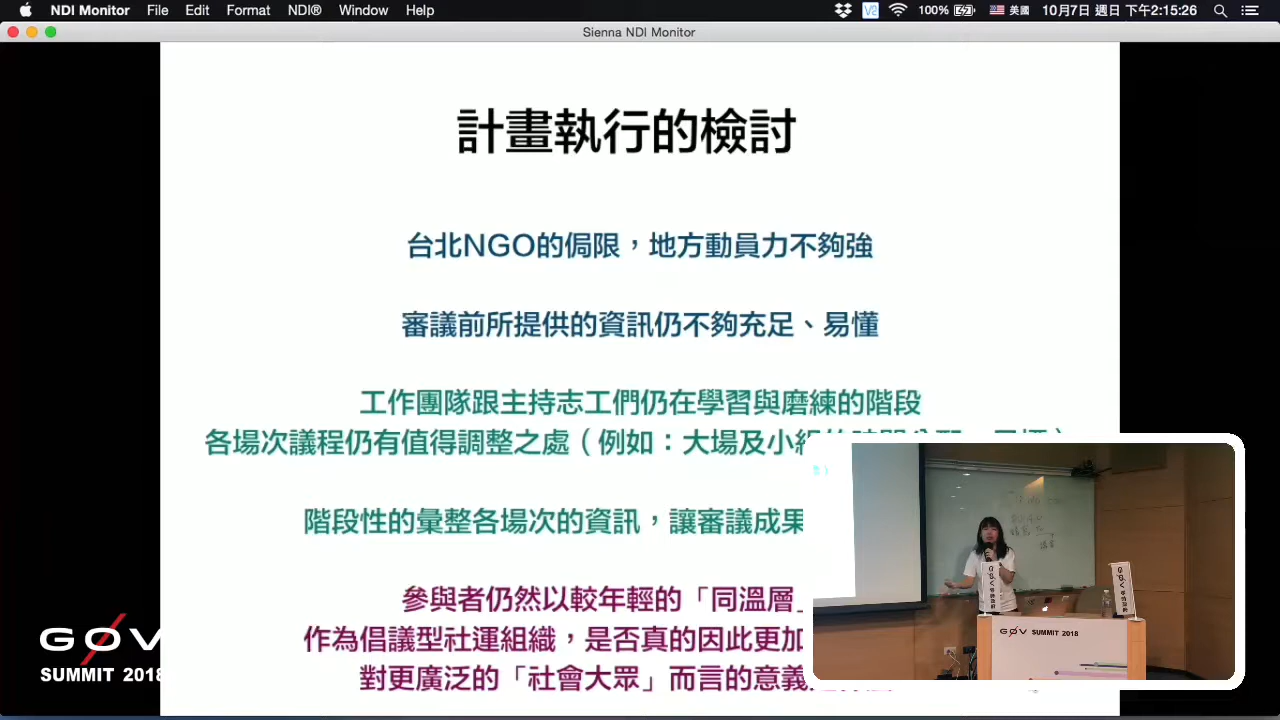 NDI Monitor File Edit Format NDI® Window Help 100% 美國 10月7日 週日 下午2:15:26
Sienna NDI Monitor
計畫執行的檢討
台北NGO的侷限，地方動員力不夠強
審議前所提供的資訊仍不夠充足、易懂
工作團隊跟主持志工們仍在學習與磨練的階段
各場次議程仍有值得調整之處（例如：大場及小組
階段性的彙整各場次的資訊，讓審議成果
參與者仍然以較年輕的「同溫層」
作為倡議型社運組織，是否真的因此更加
對更廣泛的「社會大眾」而言的意義
GØV
SUMMIT 2018
GØV SUMMIT 2018